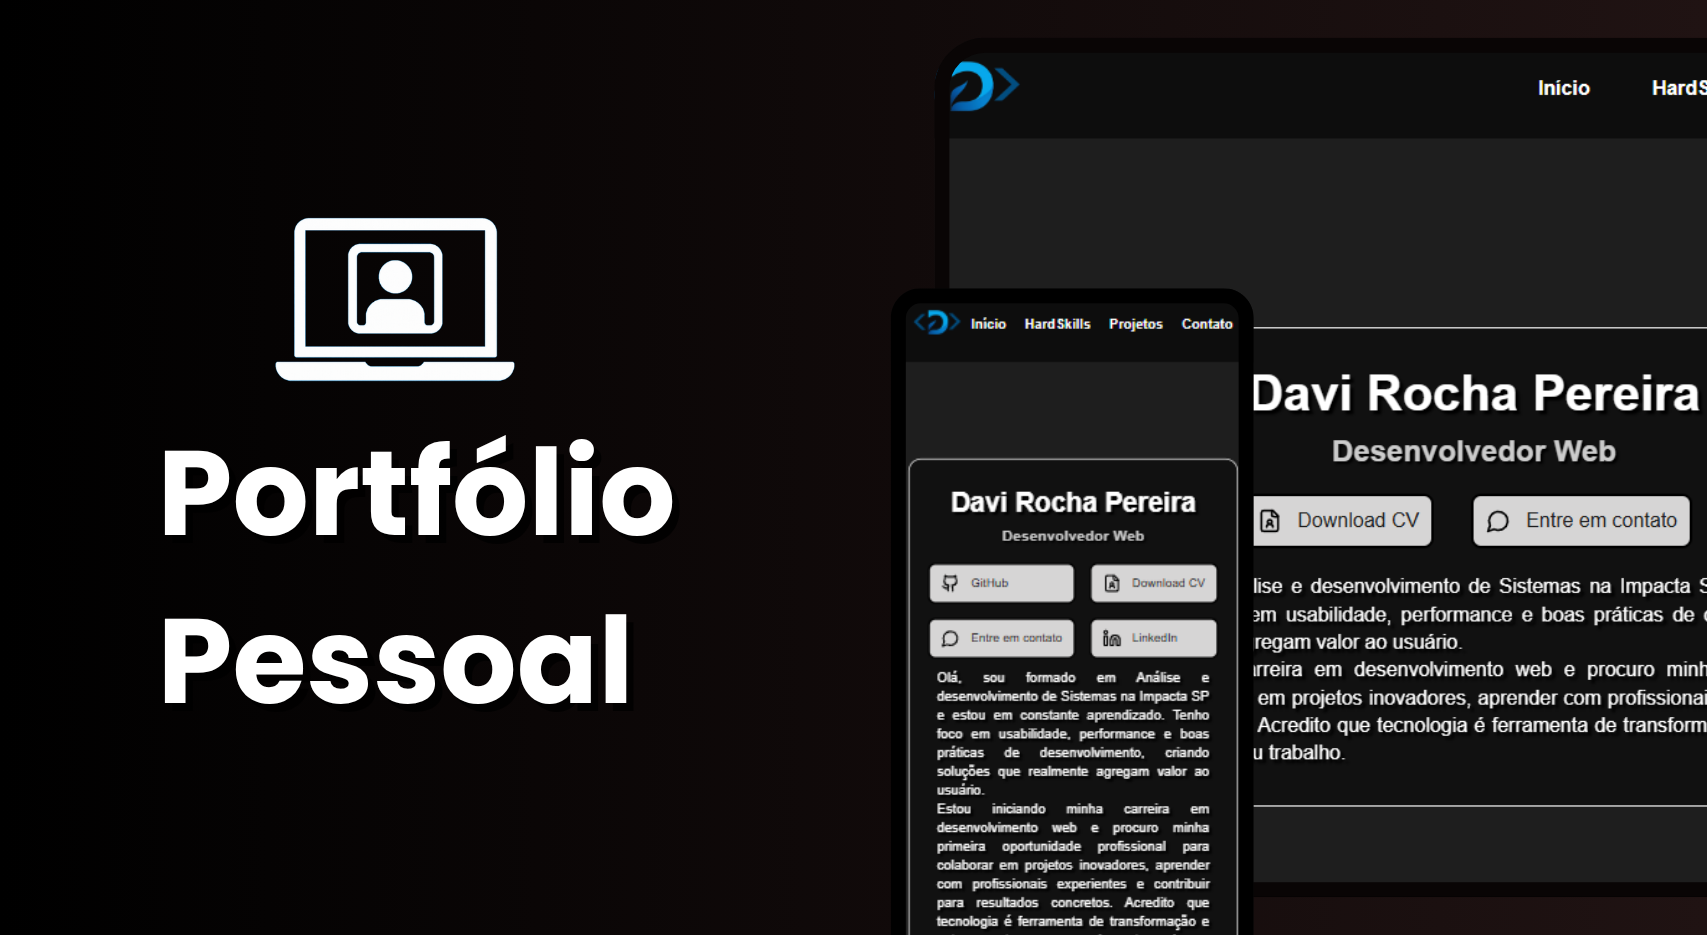 Portfólio
Pessoal
Início
HardS
Davi Rocha Pereira
Desenvolvedor Web
Download CV
Entre em contato
lise e desenvolvimento de Sistemas na Impacta S
em usabilidade, performance e boas práticas de
regam valor ao usuário.
rreira em desenvolvimento web e procuro minh
em projetos inovadores, aprender com profissionai
Acredito que tecnologia é ferramenta de transform
u trabalho.
Início HardSkills Projetos Contato
Davi Rocha Pereira
Desenvolvedor Web
GitHub
Download CV
Entre em contato
LinkedIn
Olá, sou formado em Análise e
desenvolvimento de Sistemas na Impacta SP
e estou em constante aprendizado. Tenho
foco em usabilidade, performance e boas
práticas de desenvolvimento, criando
soluções que realmente agregam valor ao
usuário.
Estou iniciando minha carreira em
desenvolvimento web e procuro minha
primeira oportunidade profissional para
colaborar em projetos inovadores, aprender
com profissionais experientes e contribuir
para resultados concretos. Acredito que
tecnologia é ferramenta de transformação e